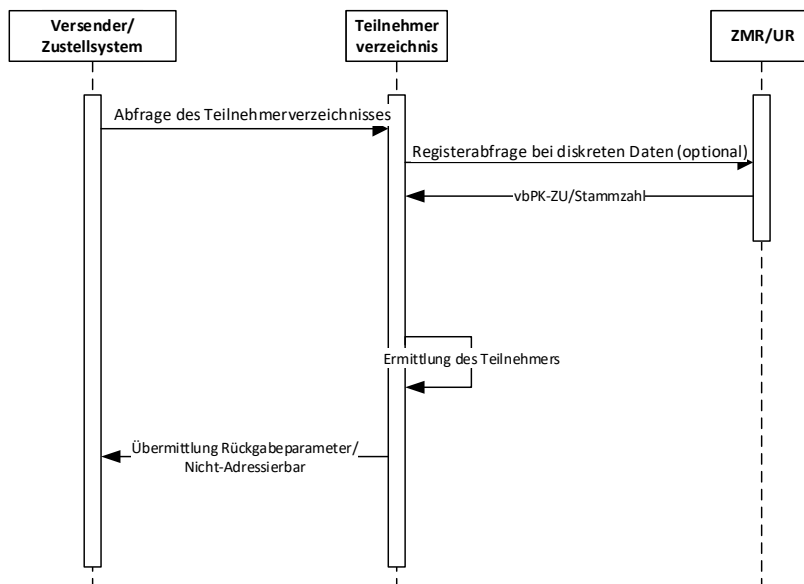 Versender/
Zustellsystem
Teilnehmer
verzeichnis
ZMR/UR
Abfrage des Teilnehmerverzeichnisses
Registerabfrage bei diskreten Daten (optional)
vbPK-ZU/Stammzahl
Ermittlung des Teilnehmers
Übermittlung Rückgabeparameter/
Nicht-Adressierbar